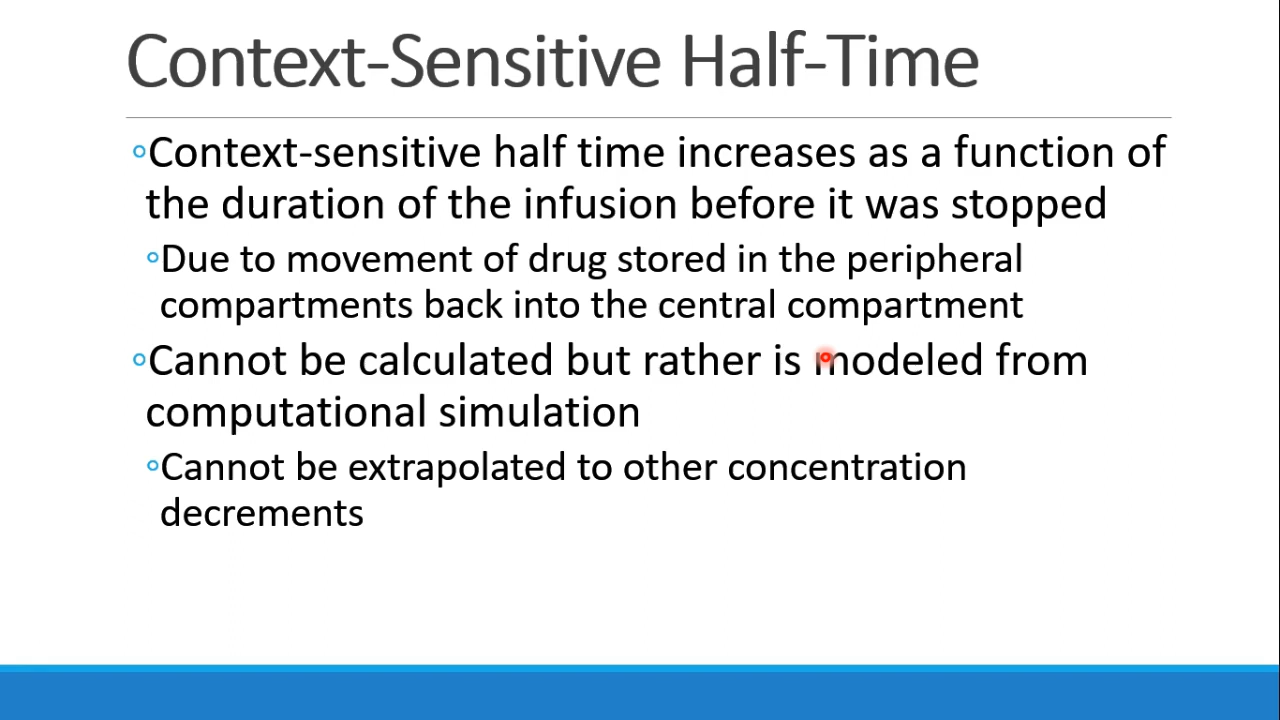 Context-Sensitive Half-Time
◦Context-sensitive half time increases as a function of
the duration of the infusion before it was stopped
◦Due to movement of drug stored in the peripheral
compartments back into the central compartment
◦Cannot be calculated but rather is modeled from
computational simulation
◦Cannot be extrapolated to other concentration
decrements